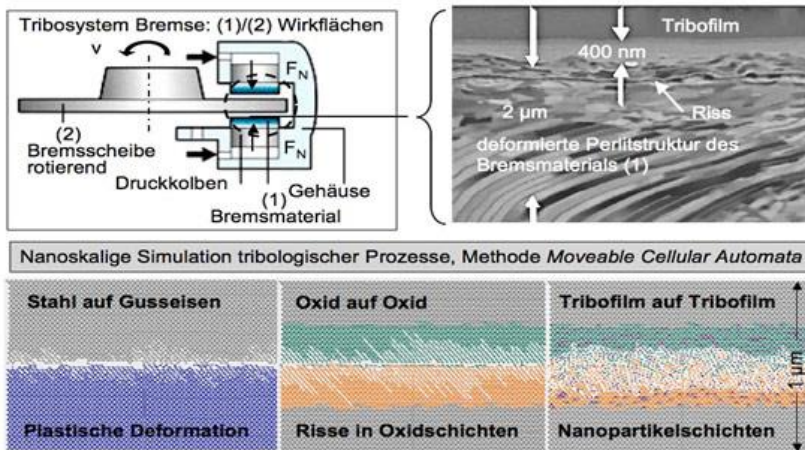 Tribosystem Bremse: (1)/(2) Wirkflächen
v
F_N
(2)
Bremsscheibe
rotierend
F_N
Druckkolben
(1)
Gehäuse
Bremsmaterial
Tribofilm
400 nm
2 µm
Riss
deformierte Perlitstruktur des
Bremsmaterials (1)
Nanoskalige Simulation tribologischer Prozesse, Methode Moveable Cellular Automata
Stahl auf Gusseisen
Plastische Deformation
Oxid auf Oxid
Risse in Oxidschichten
Tribofilm auf Tribofilm
Nanopartikelschichten
1 µm